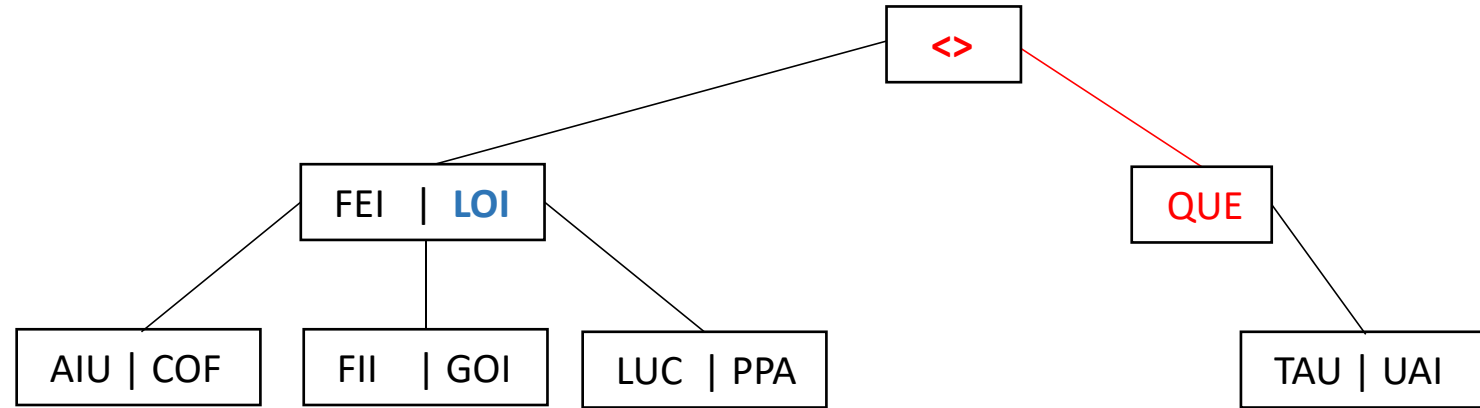 <>
FEI | LOI
QUE
AIU | COF
FII | GOI
LUC | PPA
TAU | UAI